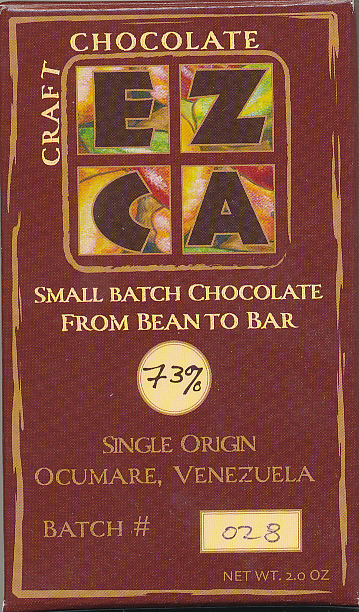 CHOCOLATE
CRAFT
EZ
CA
SMALL BATCH CHOCOLATE
FROM BEAN TO BAR
73%
SINGLE ORIGIN
OCUMARE, VENEZUELA
BATCH # 028
NET WT. 2.0 OZ